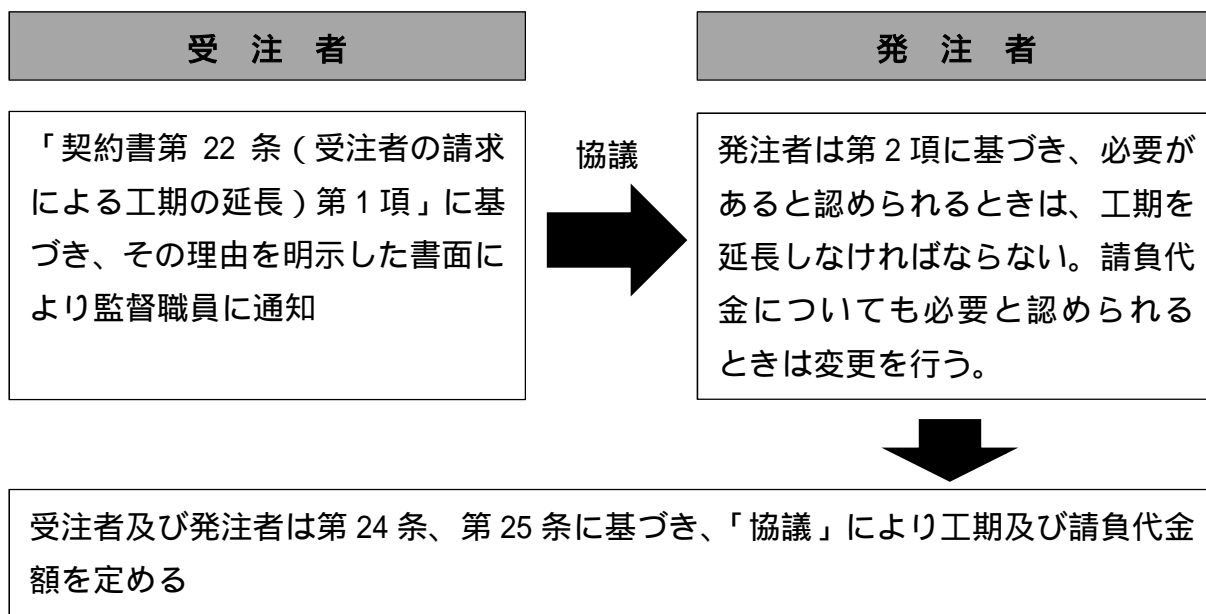 受 注 者
発 注 者
「契約書第 22 条（受注者の請求
による工期の延長）第1項」に基
づき、その理由を明示した書面に
より監督職員に通知
協議
発注者は第2項に基づき、必要が
あると認められるときは、工期を
延長しなければならない。請負代
金についても必要と認められる
ときは変更を行う。
受注者及び発注者は第 24 条、第 25 条に基づき、「協議」により工期及び請負代金
額を定める